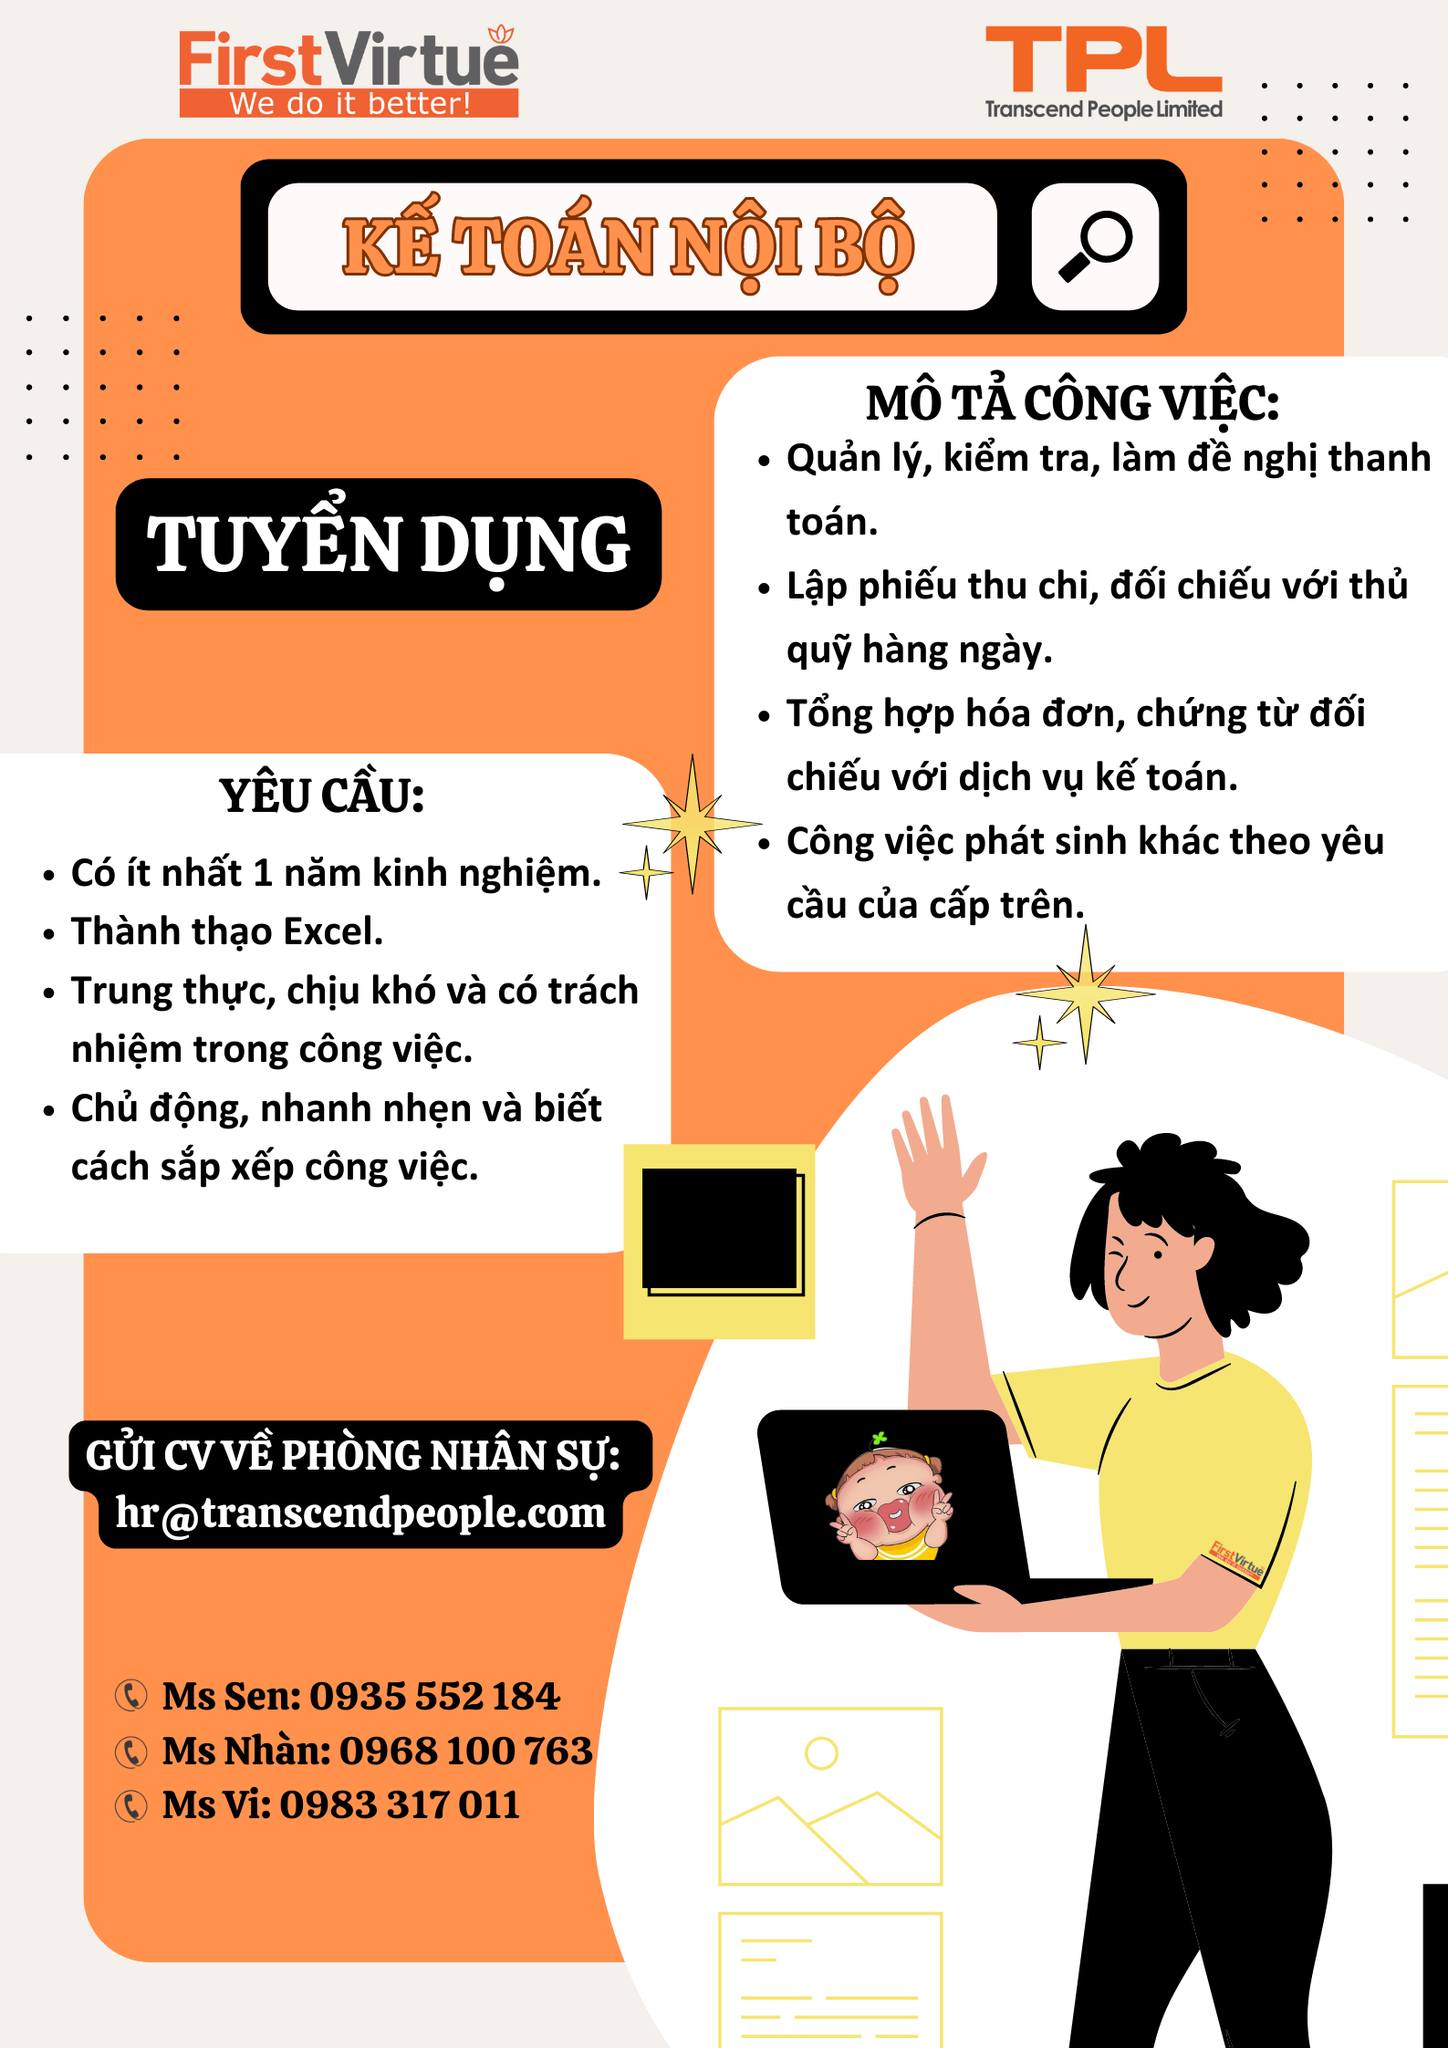 FirstVirtue
We do it better!
TPL
Transcend People Limited
KẾ TOÁN NỘI BỘ
TUYỂN DỤNG
MÔ TẢ CÔNG VIỆC:
• Quản lý, kiểm tra, làm đề nghị thanh
toán.
• Lập phiếu thu chi, đối chiếu với thủ
quỹ hàng ngày.
• Tổng hợp hóa đơn, chứng từ đối
chiếu với dịch vụ kế toán.
• Công việc phát sinh khác theo yêu
cầu của cấp trên.
YÊU CẦU:
• Có ít nhất 1 năm kinh nghiệm.
• Thành thạo Excel.
• Trung thực, chịu khó và có trách
nhiệm trong công việc.
• Chủ động, nhanh nhẹn và biết
cách sắp xếp công việc.
GỬI CV VỀ PHÒNG NHÂN SỰ:
hr@transcendpeople.com
FirstVirtue
Ms Sen: 0935 552 184
Ms Nhàn: 0968 100 763
Ms Vi: 0983 317 011